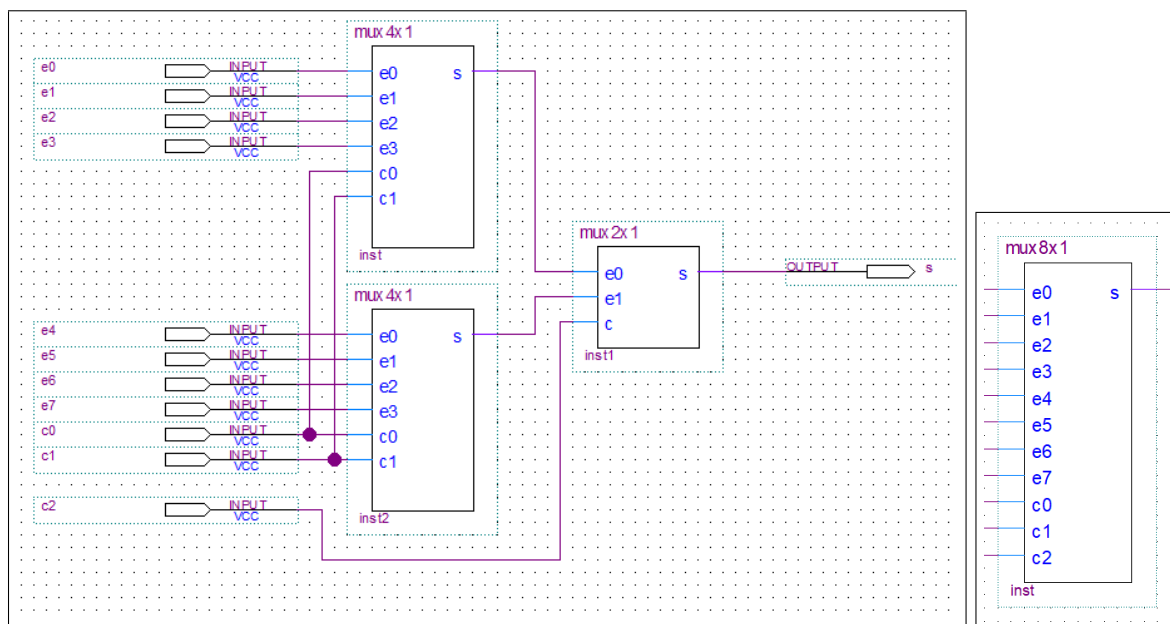 mux 4x1
e0 INPUT VCC
e1 INPUT VCC
e2 INPUT VCC
e3 INPUT VCC
e0 s
e1
e2
e3
c0
c1
inst
mux 4x1
e4 INPUT VCC
e5 INPUT VCC
e6 INPUT VCC
e7 INPUT VCC
c0 INPUT VCC
c1 INPUT VCC
c2 INPUT VCC
e0 s
e1
e2
e3
c0
c1
inst2
mux 2x1
e0 s
e1
c
inst1
OUTPUT s
mux 8x1
e0 s
e1
e2
e3
e4
e5
e6
e7
c0
c1
c2
inst